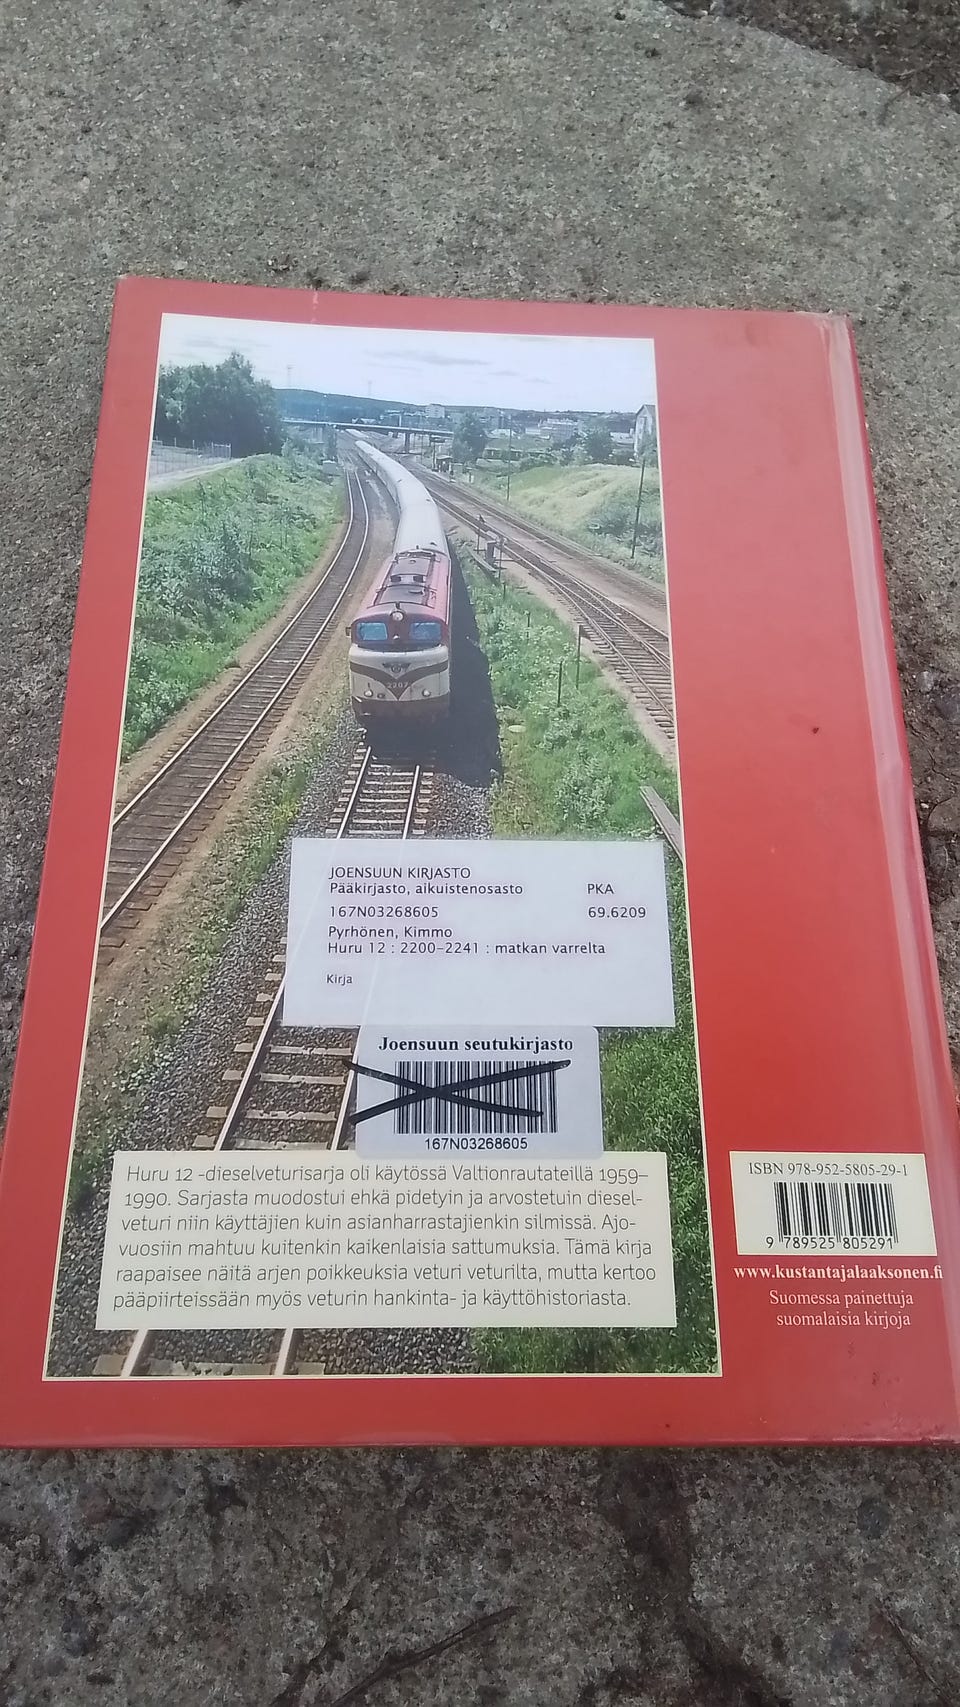 2207
JOENSUUN KIRJASTO
Pääkirjasto, aikuistenosasto PKA
167N03268605 69.6209
Pyrhönen, Kimmo
Huru 12 : 2200-2241 : matkan varrelta
Kirja
Joensuun seutukirjasto
167N03268605
Huru 12 -dieselveturisarja oli käytössä Valtionrautateillä 1959–
1990. Sarjasta muodostui ehkä pidetyin ja arvostetuin diesel-
veturi niin käyttäjien kuin asianharrastajienkin silmissä. Ajo-
vuosiin mahtuu kuitenkin kaikenlaisia sattumuksia. Tämä kirja
raapaisee näitä arjen poikkeuksia veturi veturilta, mutta kertoo
pääpiirteissään myös veturin hankinta- ja käyttöhistoriasta.
ISBN 978-952-5805-29-1
9 789525 805291
www.kustantajalaaksonen.fi
Suomessa painettuja
suomalaisia kirjoja